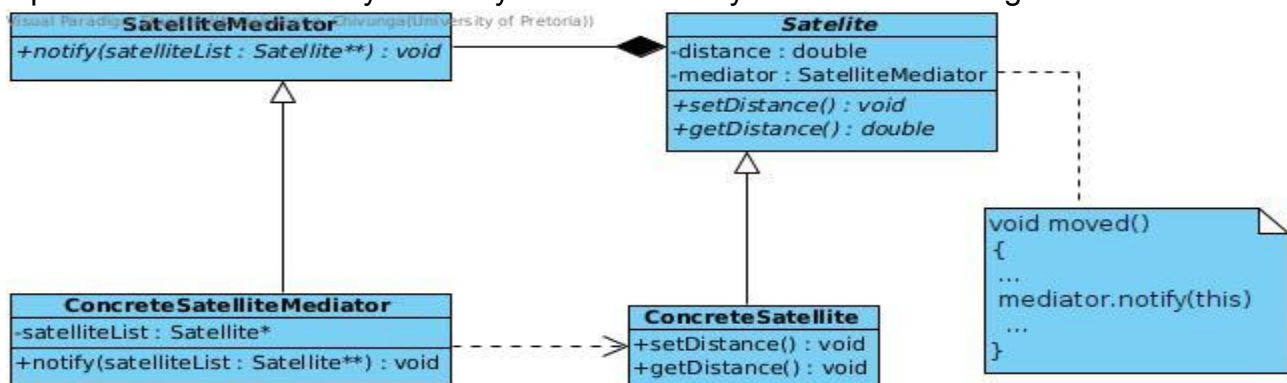 SatelliteMediator
+notify(satelliteList : Satellite**) : void
Satelite
-distance : double
-mediator : SatelliteMediator
+setDistance() : void
+getDistance() : double
void moved()
{
...
mediator.notify(this)
...
}
ConcreteSatelliteMediator
-satelliteList : Satellite*
+notify(satelliteList : Satellite**) : void
ConcreteSatellite
+setDistance() : void
+getDistance() : void